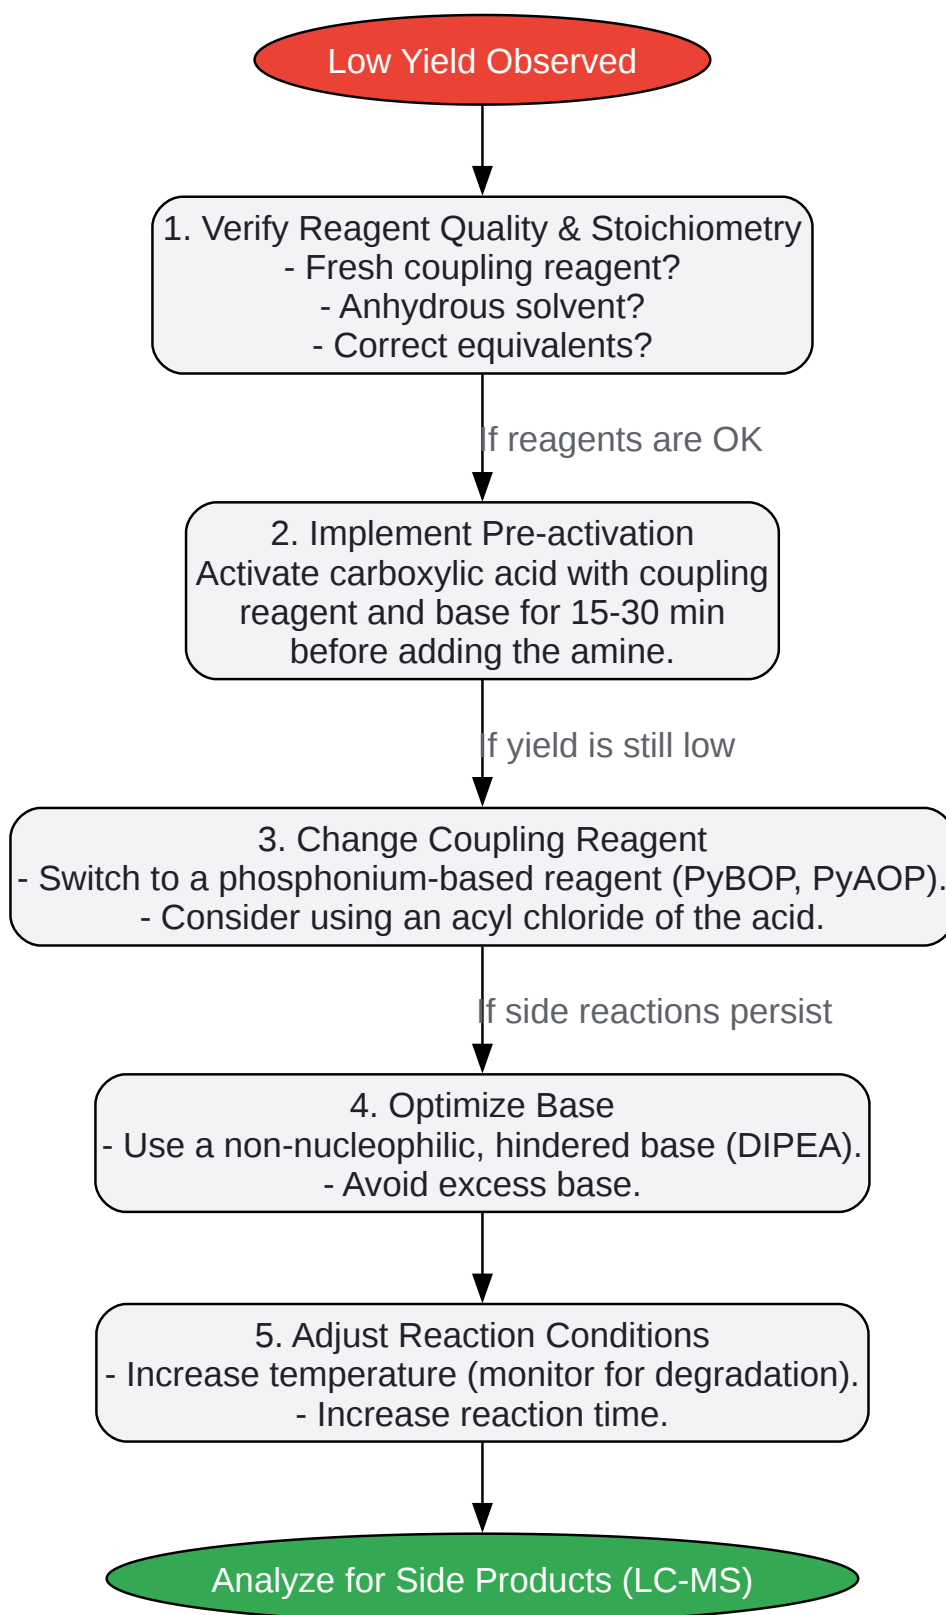 Low Yield Observed
1. Verify Reagent Quality & Stoichiometry
- Fresh coupling reagent?
- Anhydrous solvent?
- Correct equivalents?
If reagents are OK
2. Implement Pre-activation
Activate carboxylic acid with coupling
reagent and base for 15-30 min
before adding the amine.
If yield is still low
3. Change Coupling Reagent
- Switch to a phosphonium-based reagent (PyBOP, PyAOP).
- Consider using an acyl chloride of the acid.
If side reactions persist
4. Optimize Base
- Use a non-nucleophilic, hindered base (DIPEA).
- Avoid excess base.
5. Adjust Reaction Conditions
- Increase temperature (monitor for degradation).
- Increase reaction time.
Analyze for Side Products (LC-MS)